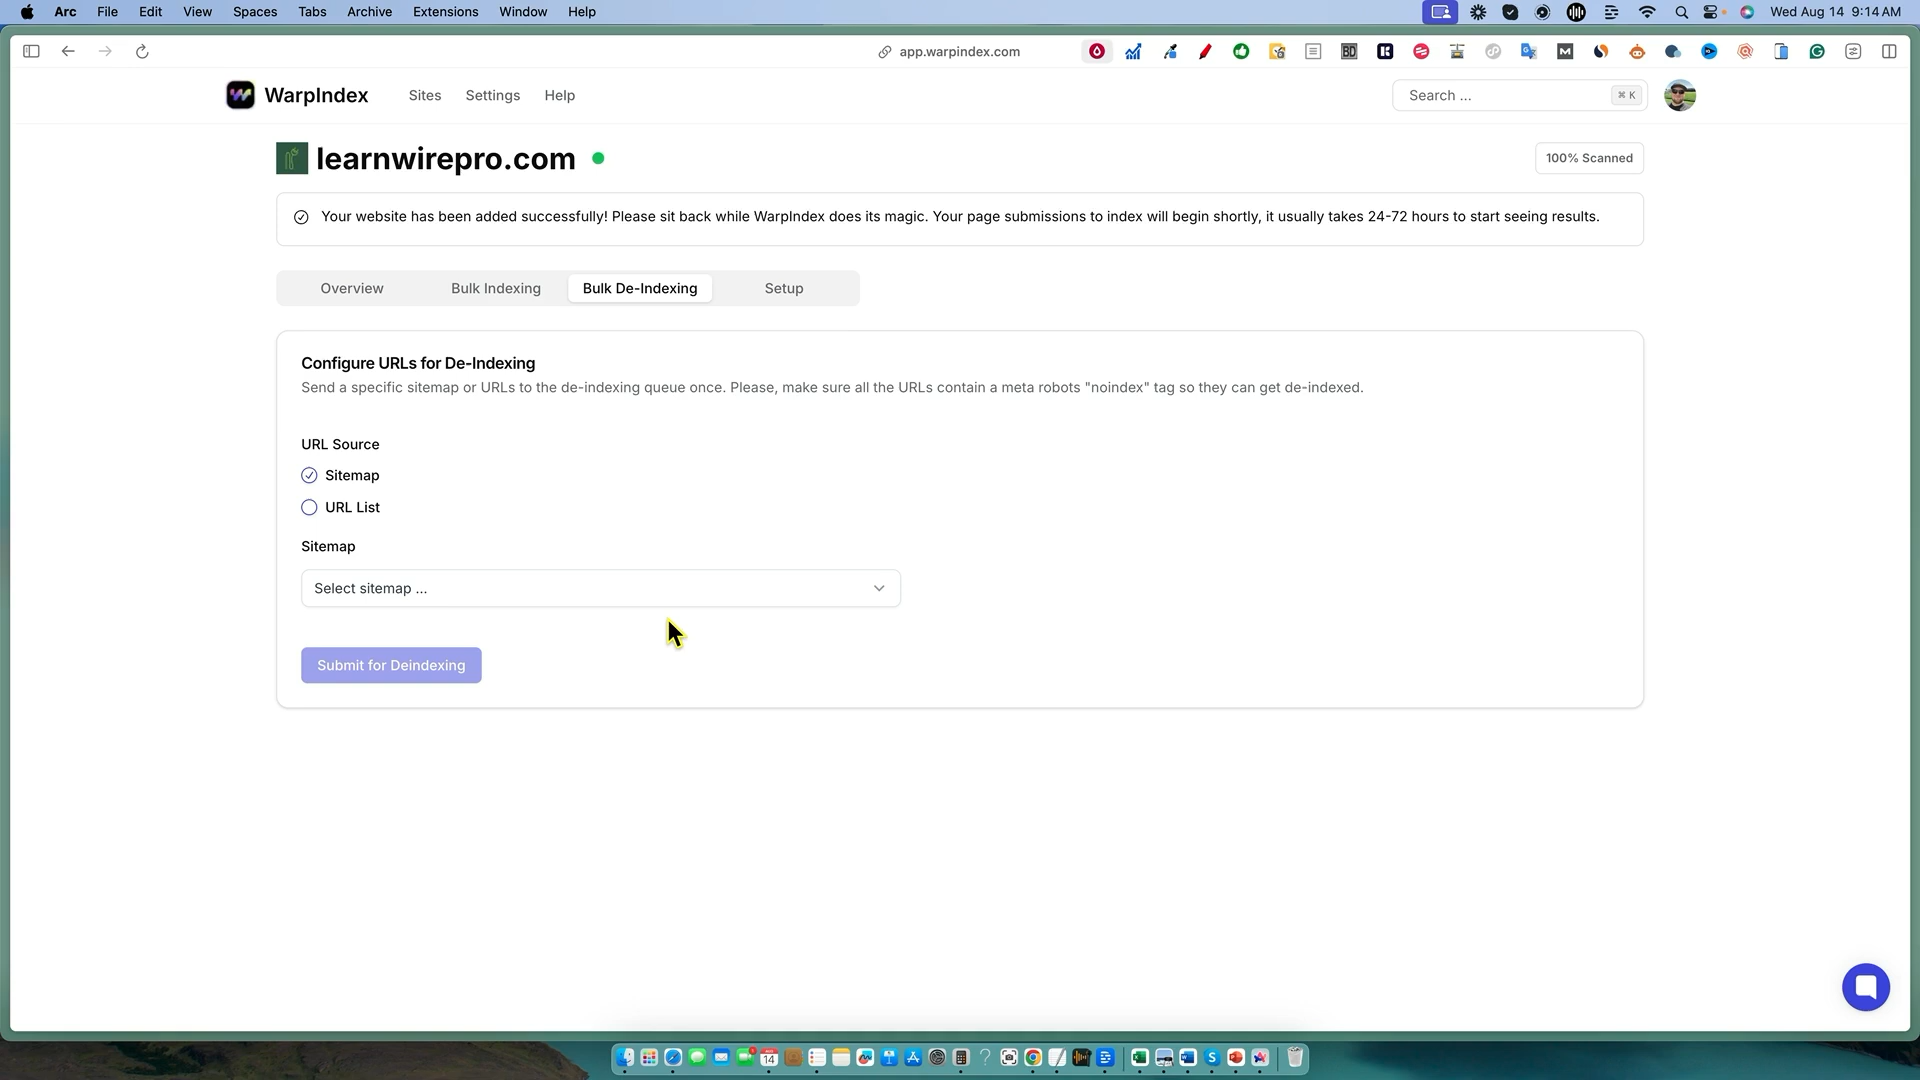 Arc File Edit View Spaces Tabs Archive Extensions Window Help Wed Aug 14 9:14 AM
app.warpindex.com
WarpIndex Sites Settings Help Search ... ⌘ K
learnwirepro.com 100% Scanned
Your website has been added successfully! Please sit back while WarpIndex does its magic. Your page submissions to index will begin shortly, it usually takes 24-72 hours to start seeing results.
Overview Bulk Indexing Bulk De-Indexing Setup
Configure URLs for De-Indexing
Send a specific sitemap or URLs to the de-indexing queue once. Please, make sure all the URLs contain a meta robots "noindex" tag so they can get de-indexed.
URL Source
Sitemap
URL List
Sitemap
Select sitemap ...
Submit for Deindexing